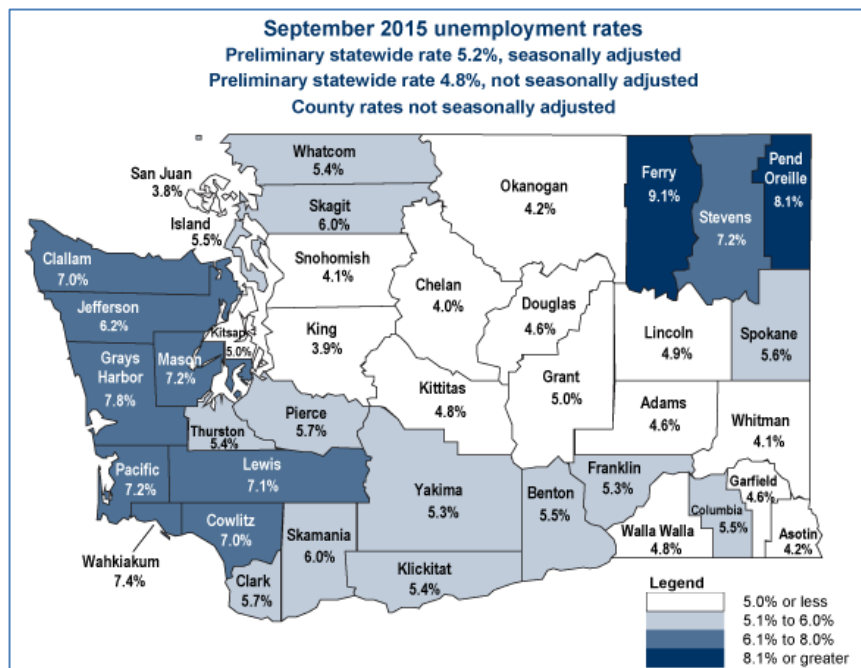 September 2015 unemployment rates
Preliminary statewide rate 5.2%, seasonally adjusted
Preliminary statewide rate 4.8%, not seasonally adjusted
County rates not seasonally adjusted
Whatcom
5.4%
San Juan
3.8%
Skagit
6.0%
Island
5.5%
Okanogan
4.2%
Ferry
9.1%
Stevens
7.2%
Pend
Oreille
8.1%
Clallam
7.0%
Snohomish
4.1%
Chelan
4.0%
Jefferson
6.2%
Douglas
4.6%
King
3.9%
Kitsap
5.0%
Lincoln
4.9%
Spokane
5.6%
Grays
Harbor
7.8%
Mason
7.2%
Kittitas
4.8%
Grant
5.0%
Pierce
5.7%
Adams
4.6%
Whitman
4.1%
Thurston
5.4%
Pacific
7.2%
Lewis
7.1%
Yakima
5.3%
Benton
5.5%
Franklin
5.3%
Garfield
4.6%
Columbia
5.5%
Walla Walla
4.8%
Asotin
4.2%
Cowlitz
7.0%
Skamania
6.0%
Wahkiakum
7.4%
Clark
5.7%
Klickitat
5.4%
Legend
5.0% or less
5.1% to 6.0%
6.1% to 8.0%
8.1% or greater